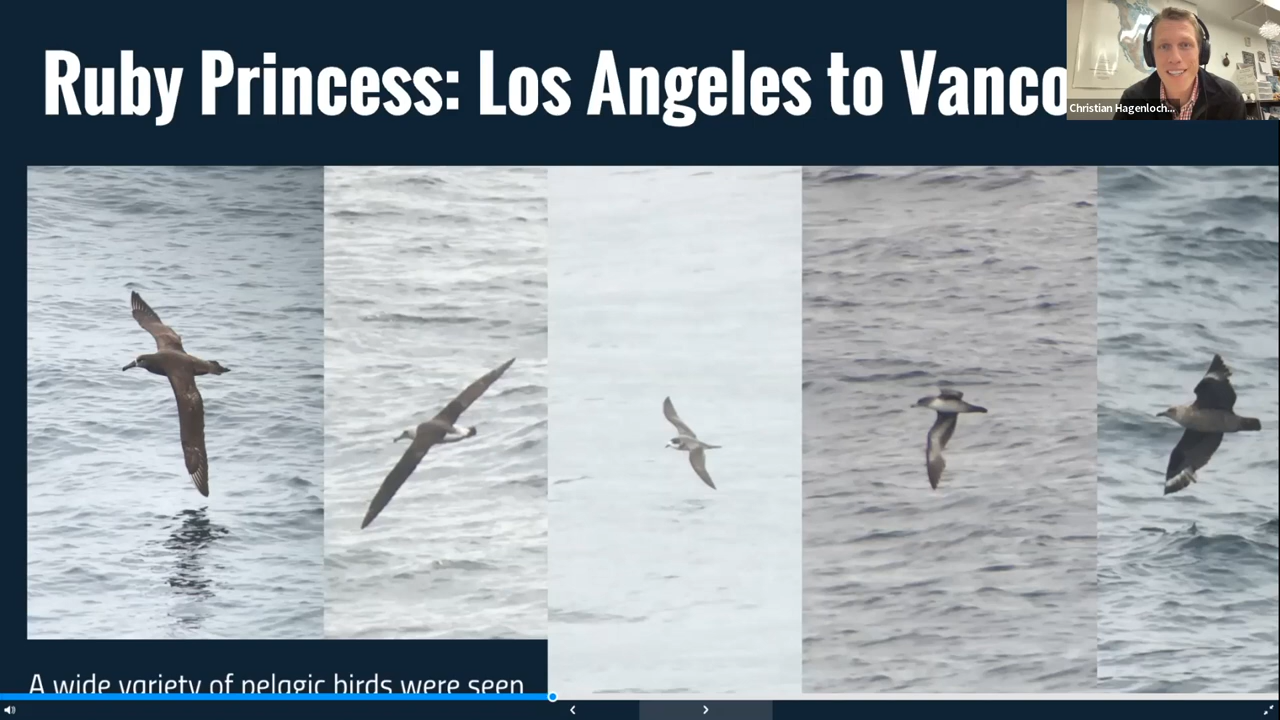 Ruby Princess: Los Angeles to Vanco
Christian Hagenloch...
A wide variety of pelagic birds were seen